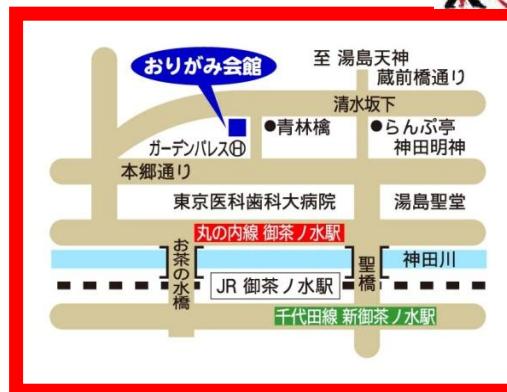 おりがみ会館
至 湯島天神
蔵前橋通り
清水坂下
●青林檎
●らんぷ亭
ガーデンパレスⒽ
神田明神
本郷通り
東京医科歯科大病院
湯島聖堂
丸の内線 御茶ノ水駅
お茶の水橋
聖橋
神田川
JR 御茶ノ水駅
千代田線 新御茶ノ水駅